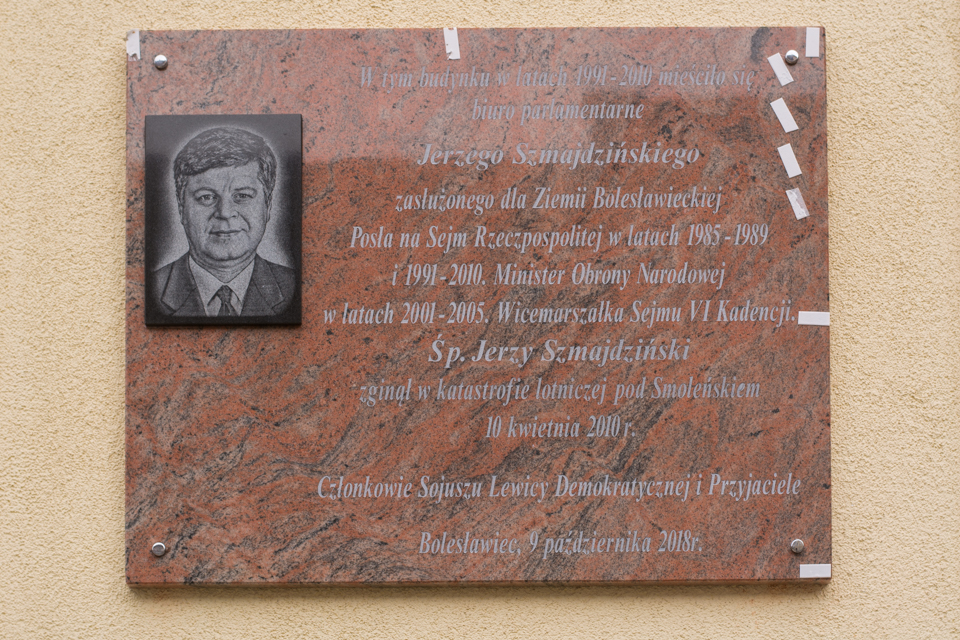 W tym budynku w latach 1991-2010 mieściło się
biuro parlamentarne
Jerzego Szmajdzińskiego
zasłużonego dla Ziemii Bolesławieckiej
Posła na Sejm Rzeczpospolitej w latach 1985-1989
i 1991-2010. Minister Obrony Narodowej
w latach 2001-2005. Wicemarszałka Sejmu VI Kadencji.
Śp. Jerzy Szmajdziński
zginął w katastrofie lotniczej pod Smoleńskiem
10 kwietnia 2010 r.
Członkowie Sojuszu Lewicy Demokratycznej i Przyjaciele
Bolesławiec, 9 października 2018r.